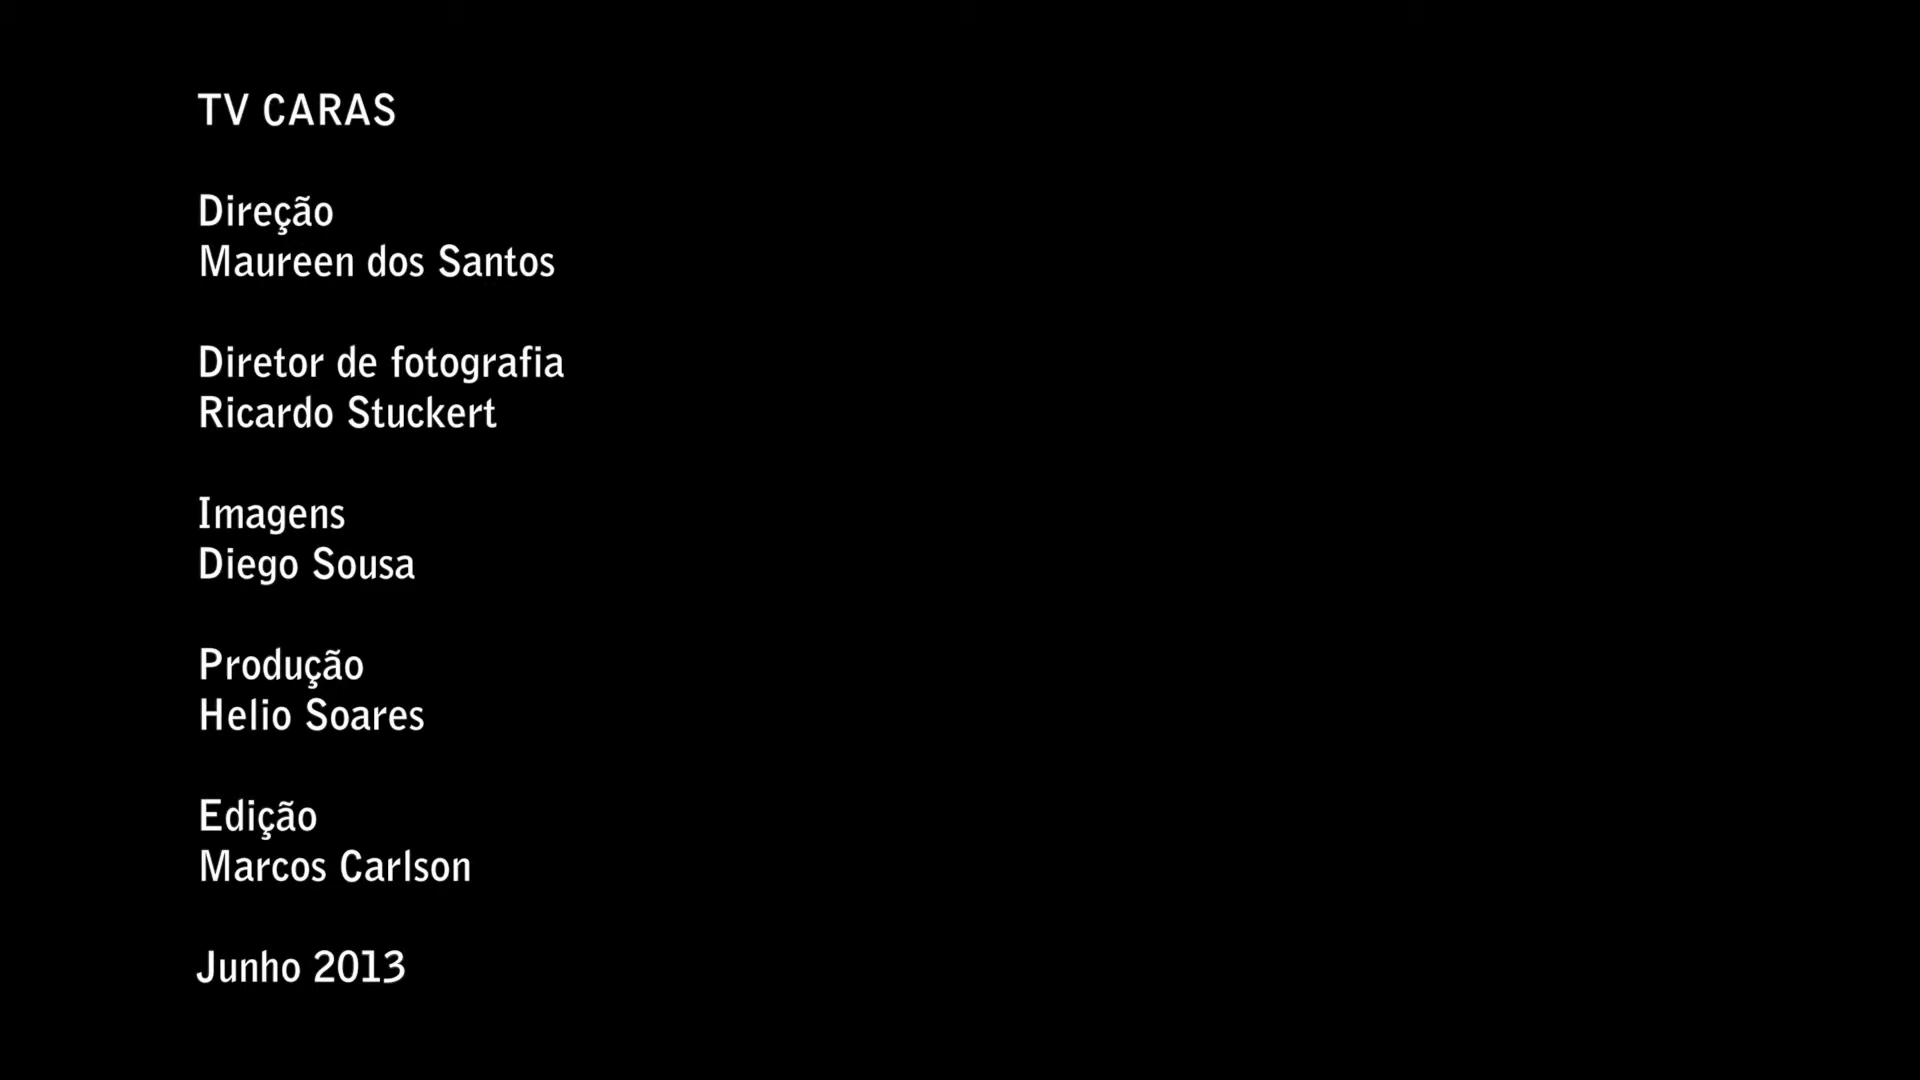 TV CARAS
Direção
Maureen dos Santos
Diretor de fotografia
Ricardo Stuckert
Imagens
Diego Sousa
Produção
Helio Soares
Edição
Marcos Carlson
Junho 2013